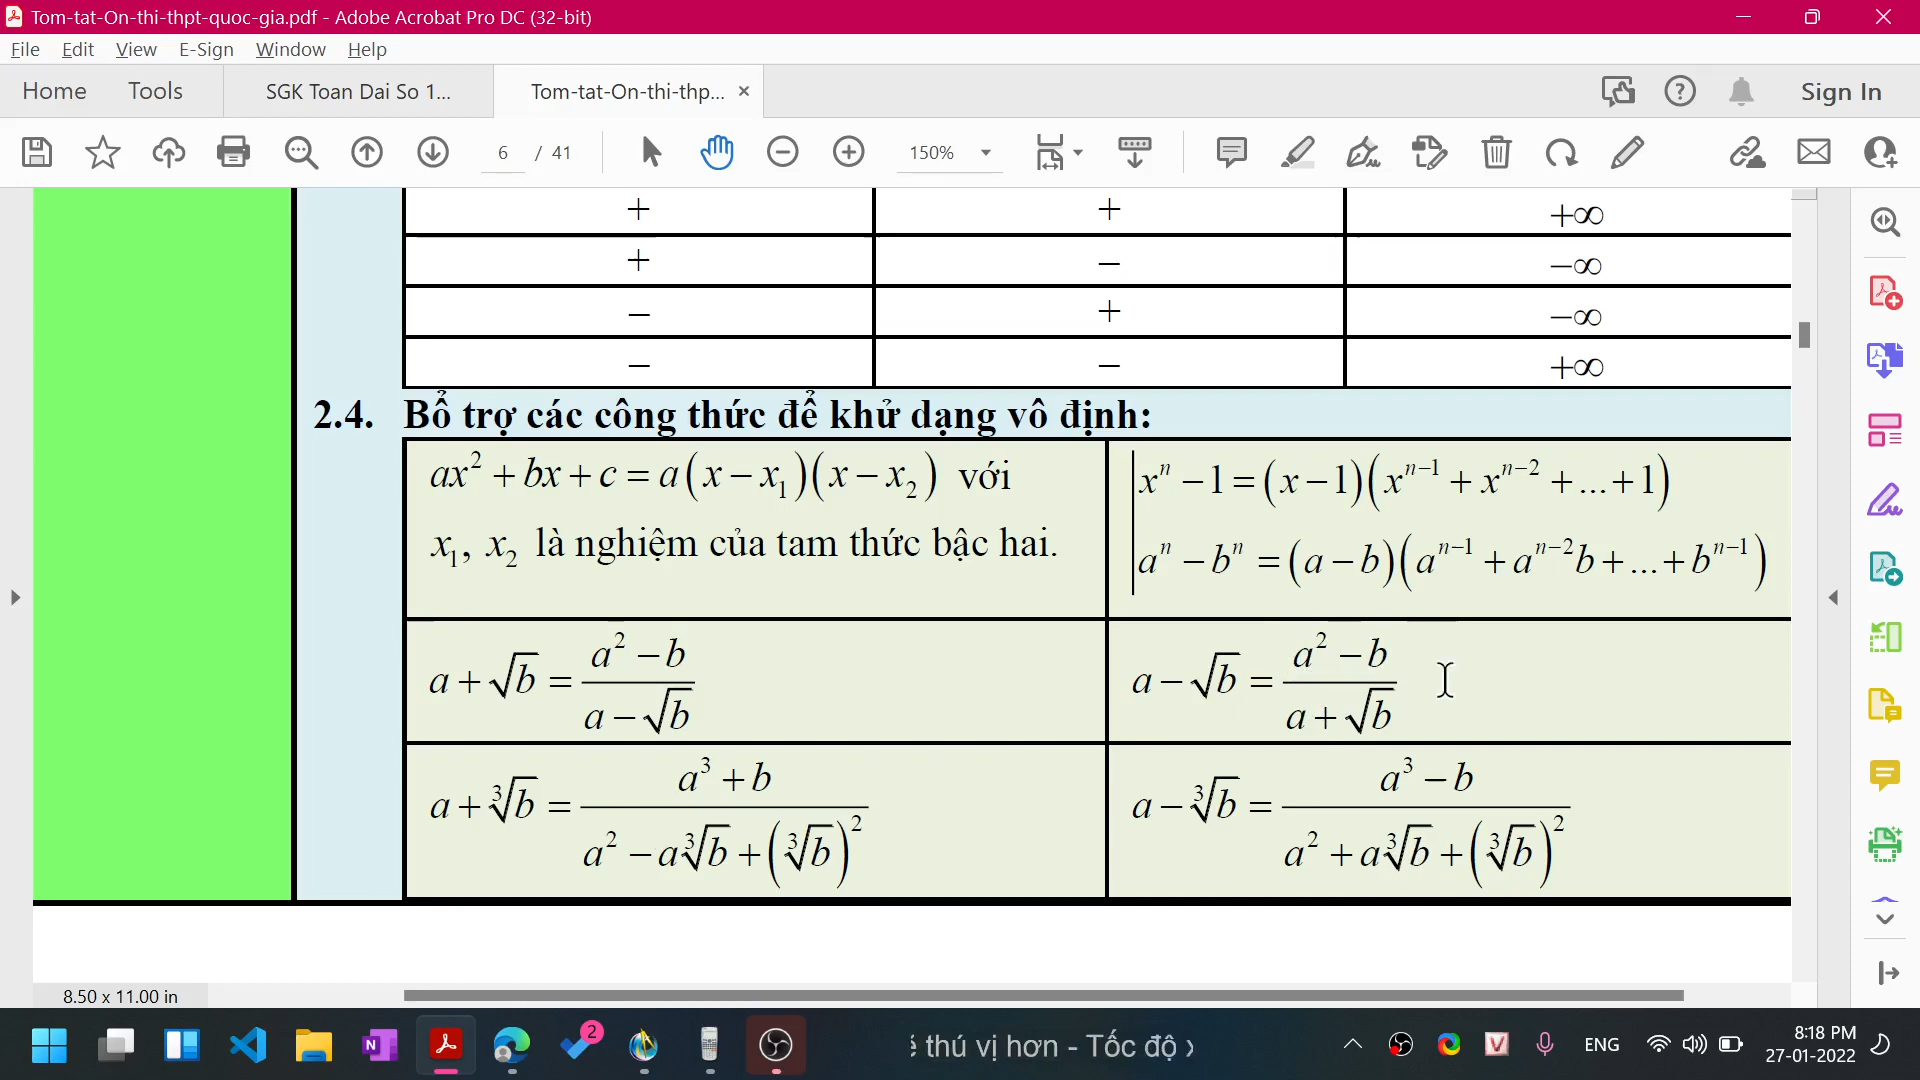 Tom-tat-On-thi-thpt-quoc-gia.pdf - Adobe Acrobat Pro DC (32-bit)
File Edit View E-Sign Window Help
Home Tools SGK Toan Dai So 1... Tom-tat-On-thi-thp... × Sign In
6 / 41 150%
+ + +∞
+ − −∞
− + −∞
− − +∞
2.4. Bổ trợ các công thức để khử dạng vô định:
ax² + bx + c = a(x − x₁)(x − x₂) với
x₁, x₂ là nghiệm của tam thức bậc hai.
xⁿ − 1 = (x − 1)(xⁿ⁻¹ + xⁿ⁻² + ... + 1)
aⁿ − bⁿ = (a − b)(aⁿ⁻¹ + aⁿ⁻²b + ... + bⁿ⁻¹)
a + √b = (a² − b)/(a − √b)
a − √b = (a² − b)/(a + √b)
a + ∛b = (a³ + b)/(a² − a∛b + (∛b)²)
a − ∛b = (a³ − b)/(a² + a∛b + (∛b)²)
8.50 x 11.00 in
2
thú vị hơn - Tốc độ
ENG
8:18 PM
27-01-2022